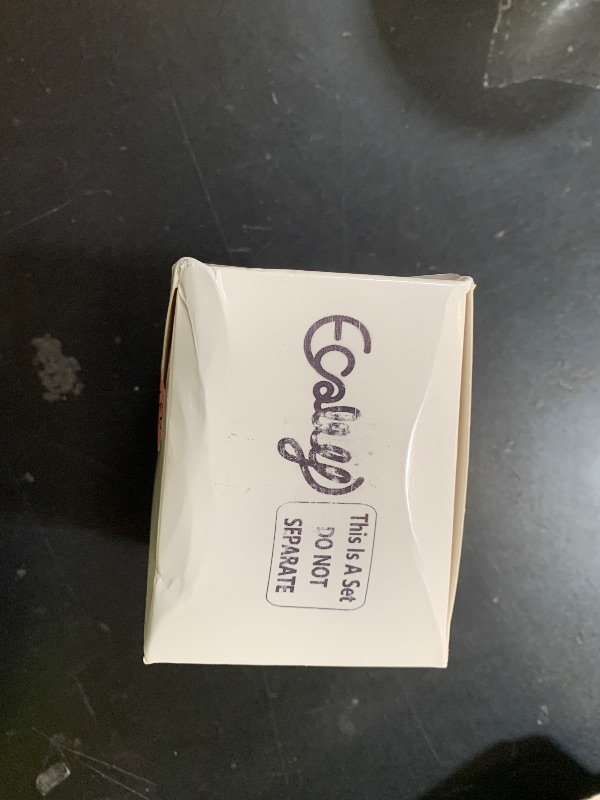 This Is A Set
DO NOT
SEPARATE